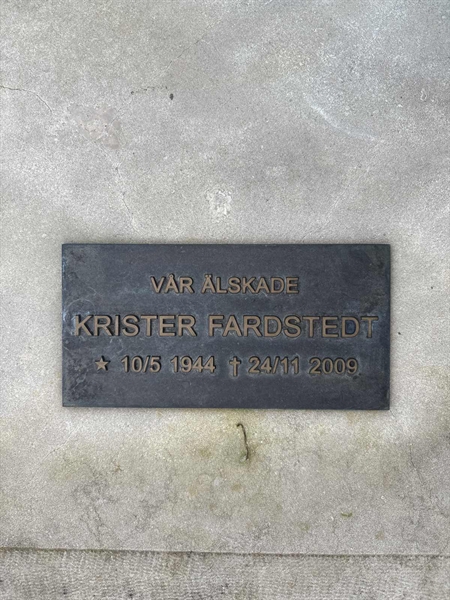 VÅR ÄLSKADE
KRISTER FARDSTEDT
★ 10/5 1944 † 24/11 2009